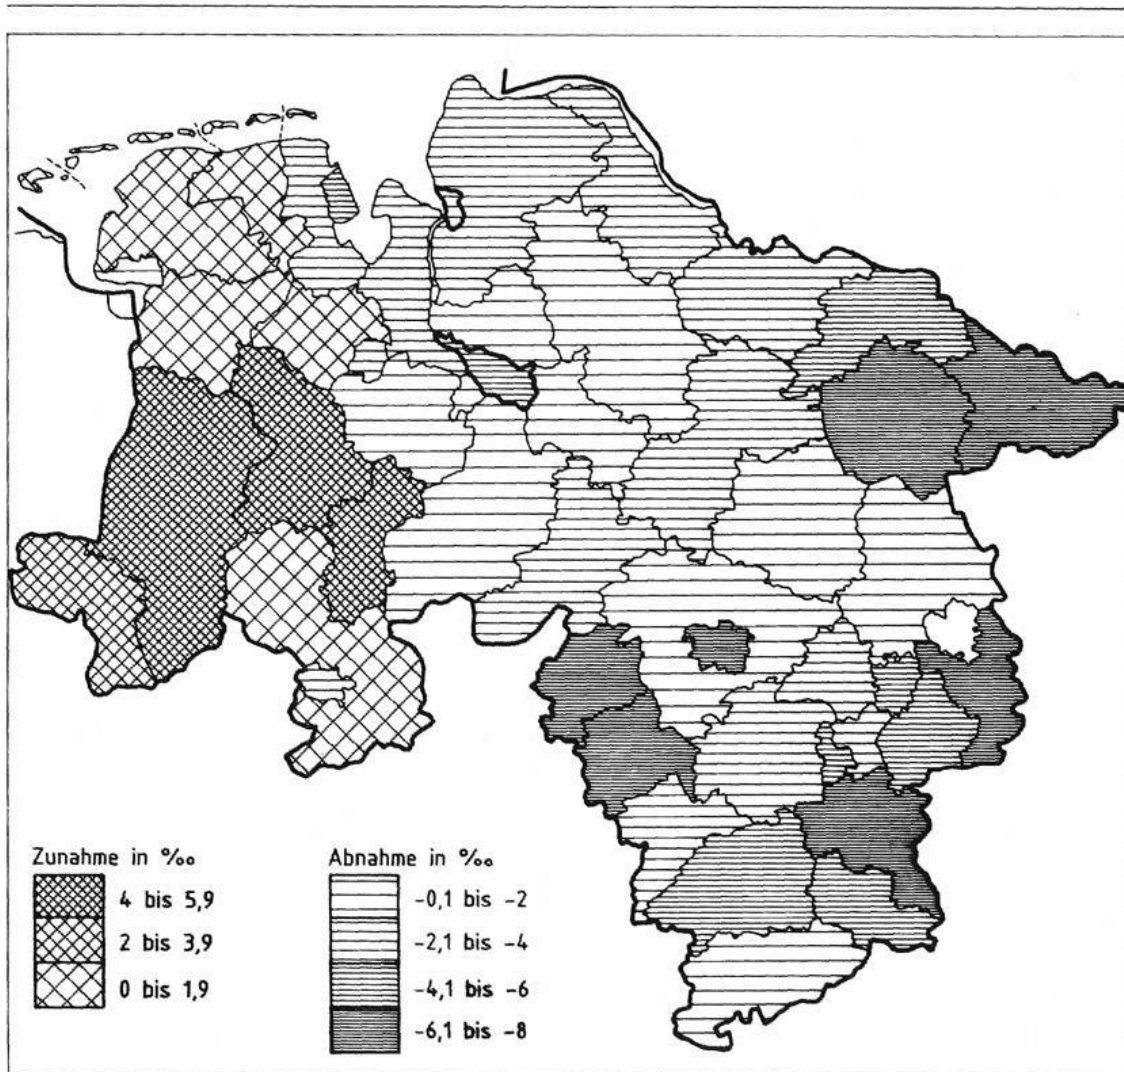 Zunahme in ‰
4 bis 5,9
2 bis 3,9
0 bis 1,9
Abnahme in ‰
-0,1 bis -2
-2,1 bis -4
-4,1 bis -6
-6,1 bis -8